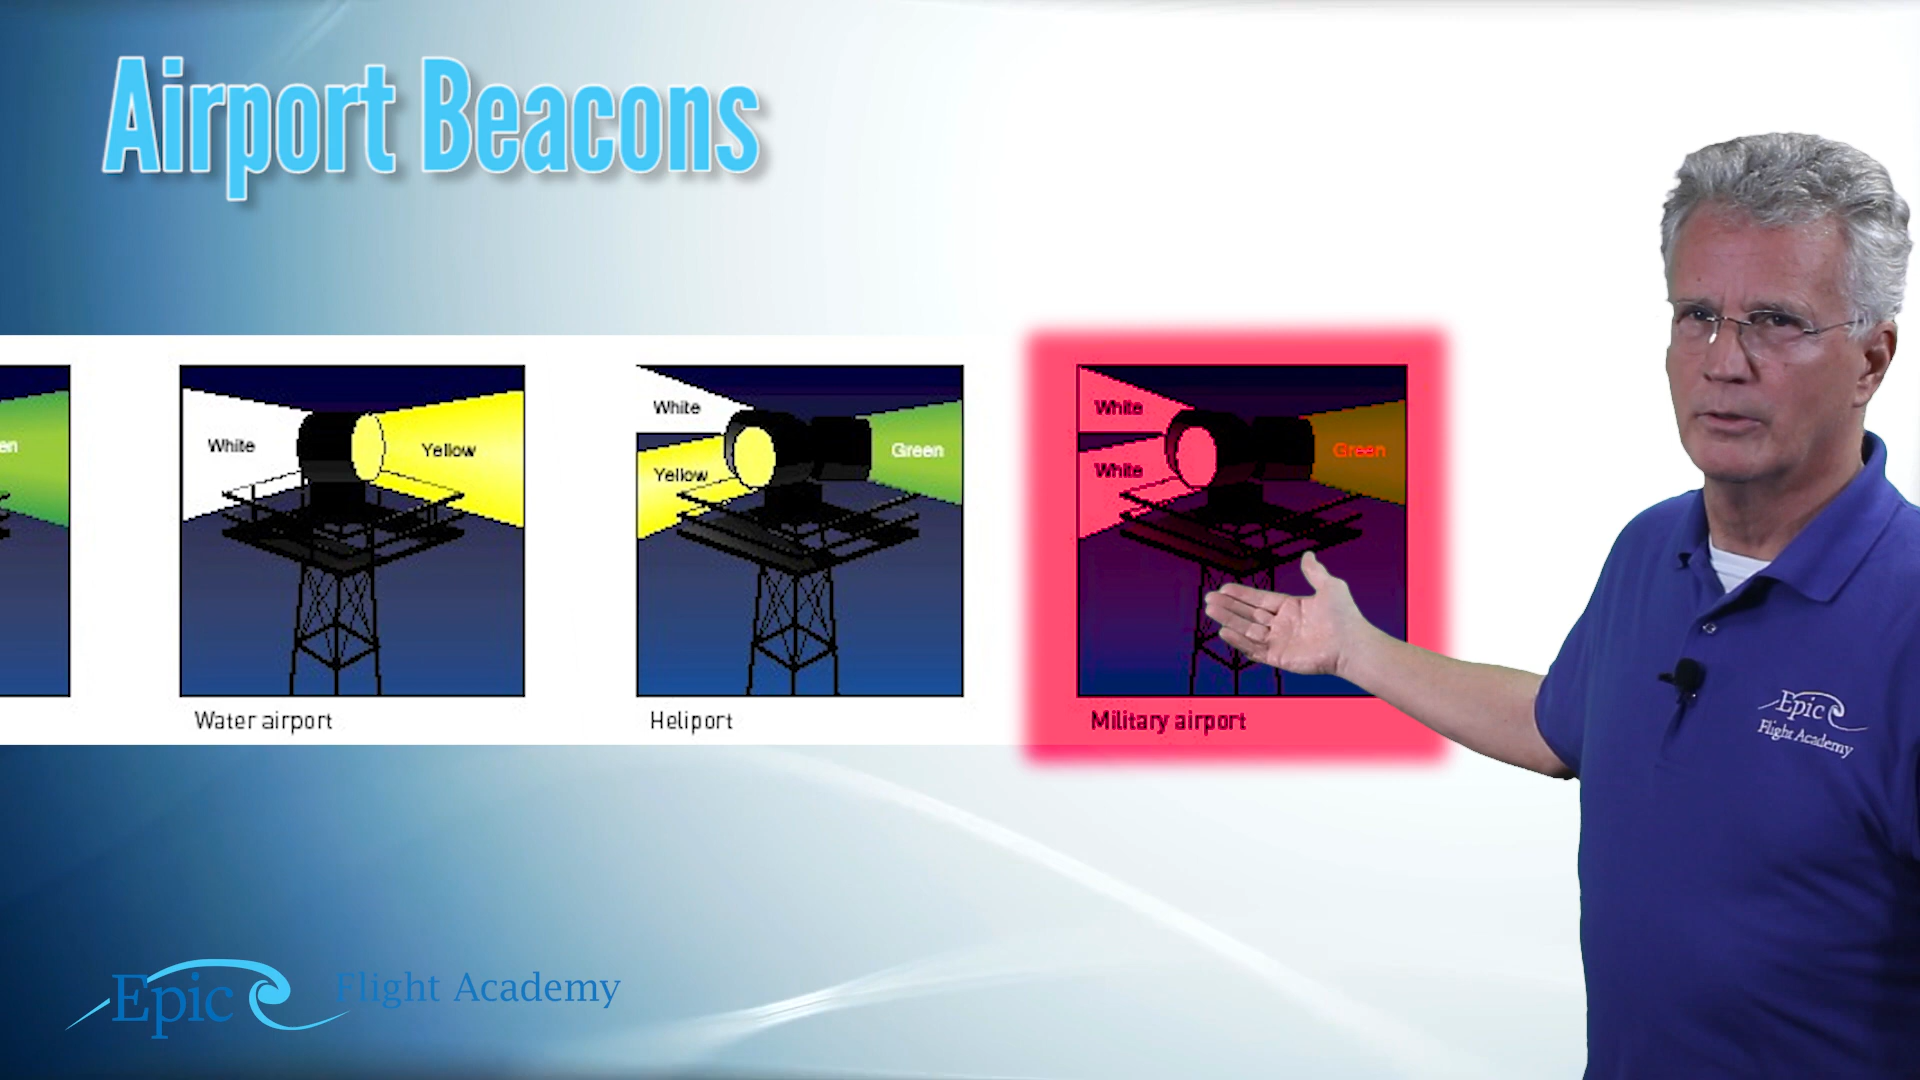 Airport Beacons
en
White
Yellow
Water airport
White
Yellow
Green
Heliport
White
White
Green
Military airport
Epic
Flight Academy
Epic Flight Academy